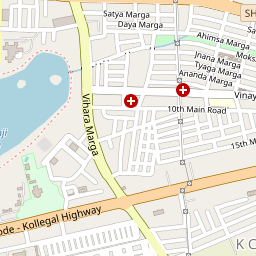 Satya Marga
SH
Daya Marga
Ahimsa Marga
Moks
Jnana Marga
Tyaga Marga
Ananda Marga
Vinay
10th Main Road
Vihara Marga
15th M
ode - Kollegal Highway
K C